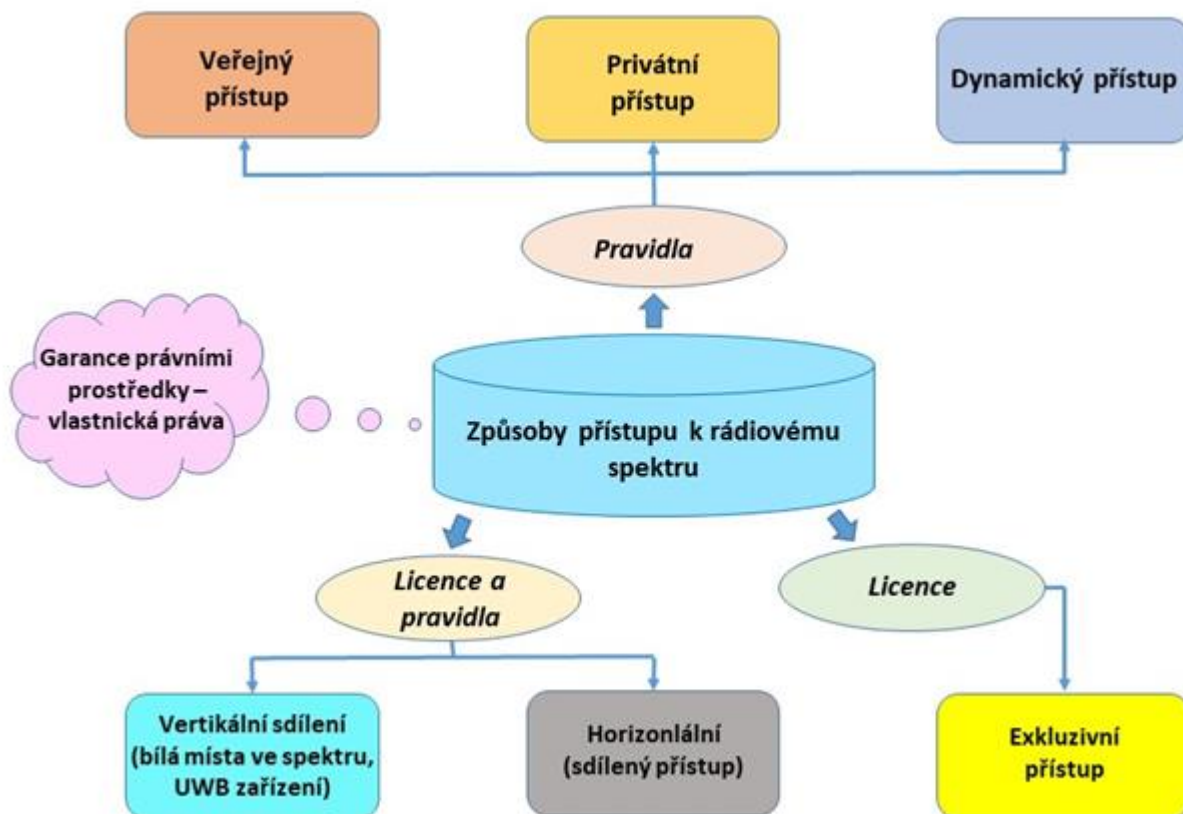 Veřejný
přístup
Privátní
přístup
Dynamický přístup
Pravidla
Garance právními
prostředky –
vlastnická práva
Způsoby přístupu k rádiovému
spektru
Licence a
pravidla
Licence
Vertikální sdílení
(bílá místa ve spektru,
UWB zařízení)
Horizonlální
(sdílený přístup)
Exkluzivní
přístup